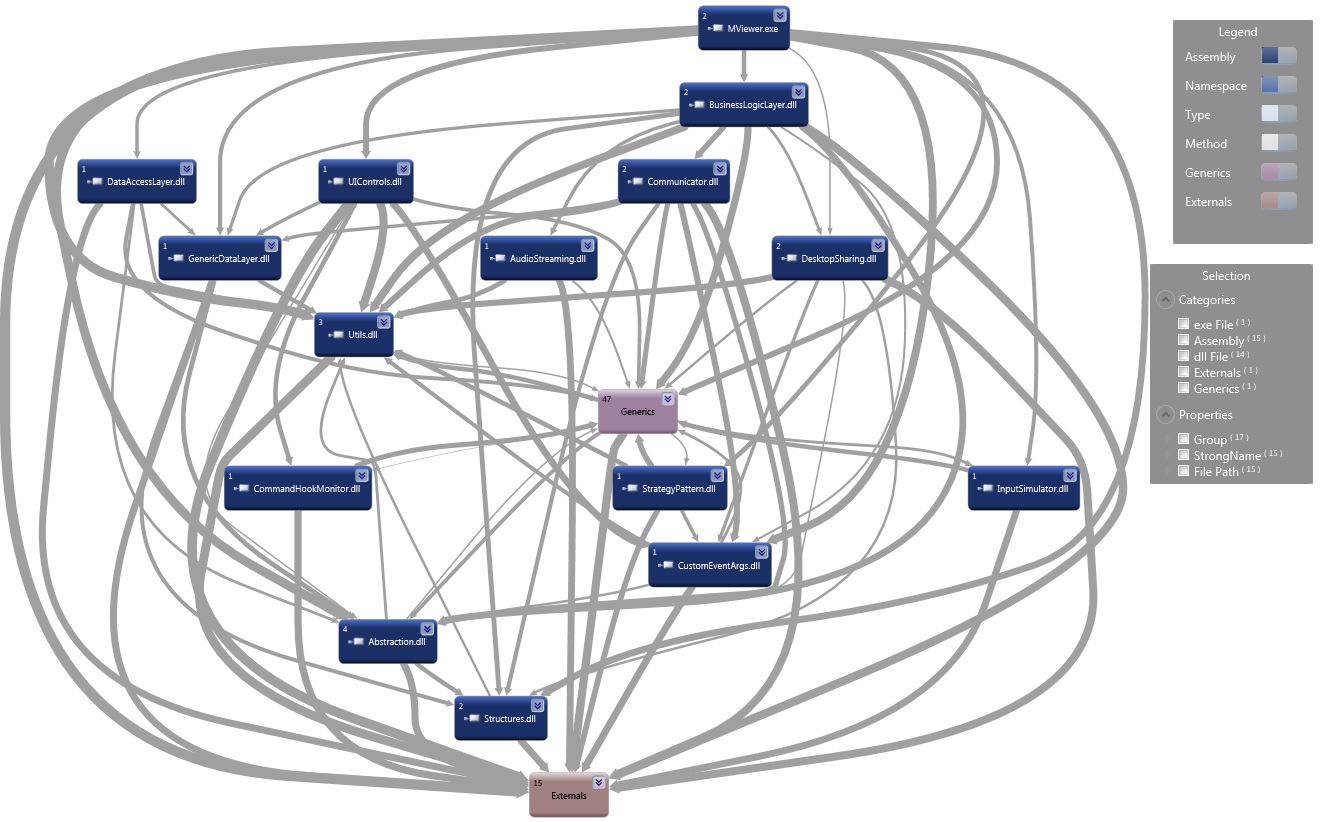 2
MViewer.exe
2
BusinessLogicLayer.dll
1
DataAccessLayer.dll
1
UIControls.dll
2
Communicator.dll
1
GenericDataLayer.dll
1
AudioStreaming.dll
2
DesktopSharing.dll
3
Utils.dll
47
Generics
1
CommandHookMonitor.dll
1
StrategyPattern.dll
1
InputSimulator.dll
1
CustomEventArgs.dll
4
Abstraction.dll
2
Structures.dll
15
Externals
Legend
Assembly
Namespace
Type
Method
Generics
Externals
Selection
Categories
exe File (1)
Assembly (15)
dll File (14)
Externals (1)
Generics (1)
Properties
Group (17)
StrongName (15)
File Path (15)